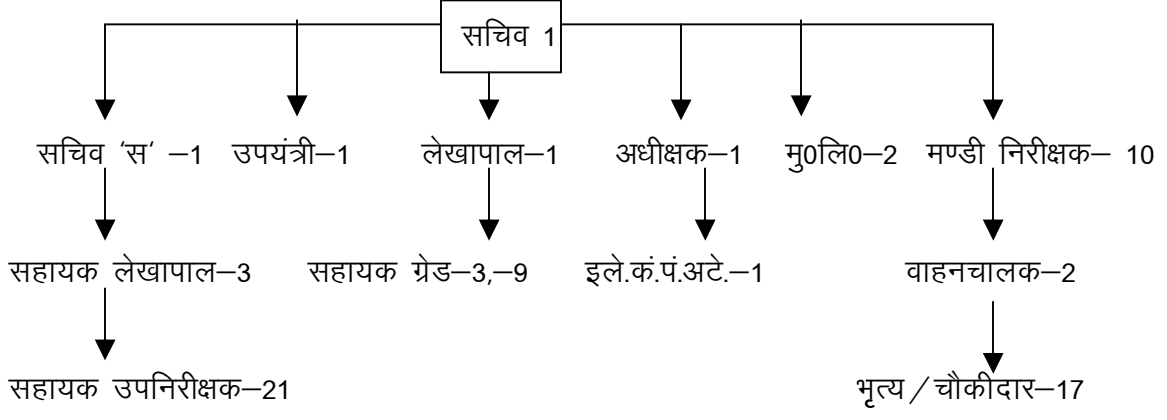 सचिव 1
सचिव 'स' –1 उपयंत्री–1 लेखापाल–1 अधीक्षक–1 मु0लि0–2 मण्डी निरीक्षक– 10
सहायक लेखापाल–3 सहायक ग्रेड–3,–9 इले.कं.पं.अटे.–1 वाहनचालक–2
सहायक उपनिरीक्षक–21 भृत्य / चौकीदार–17